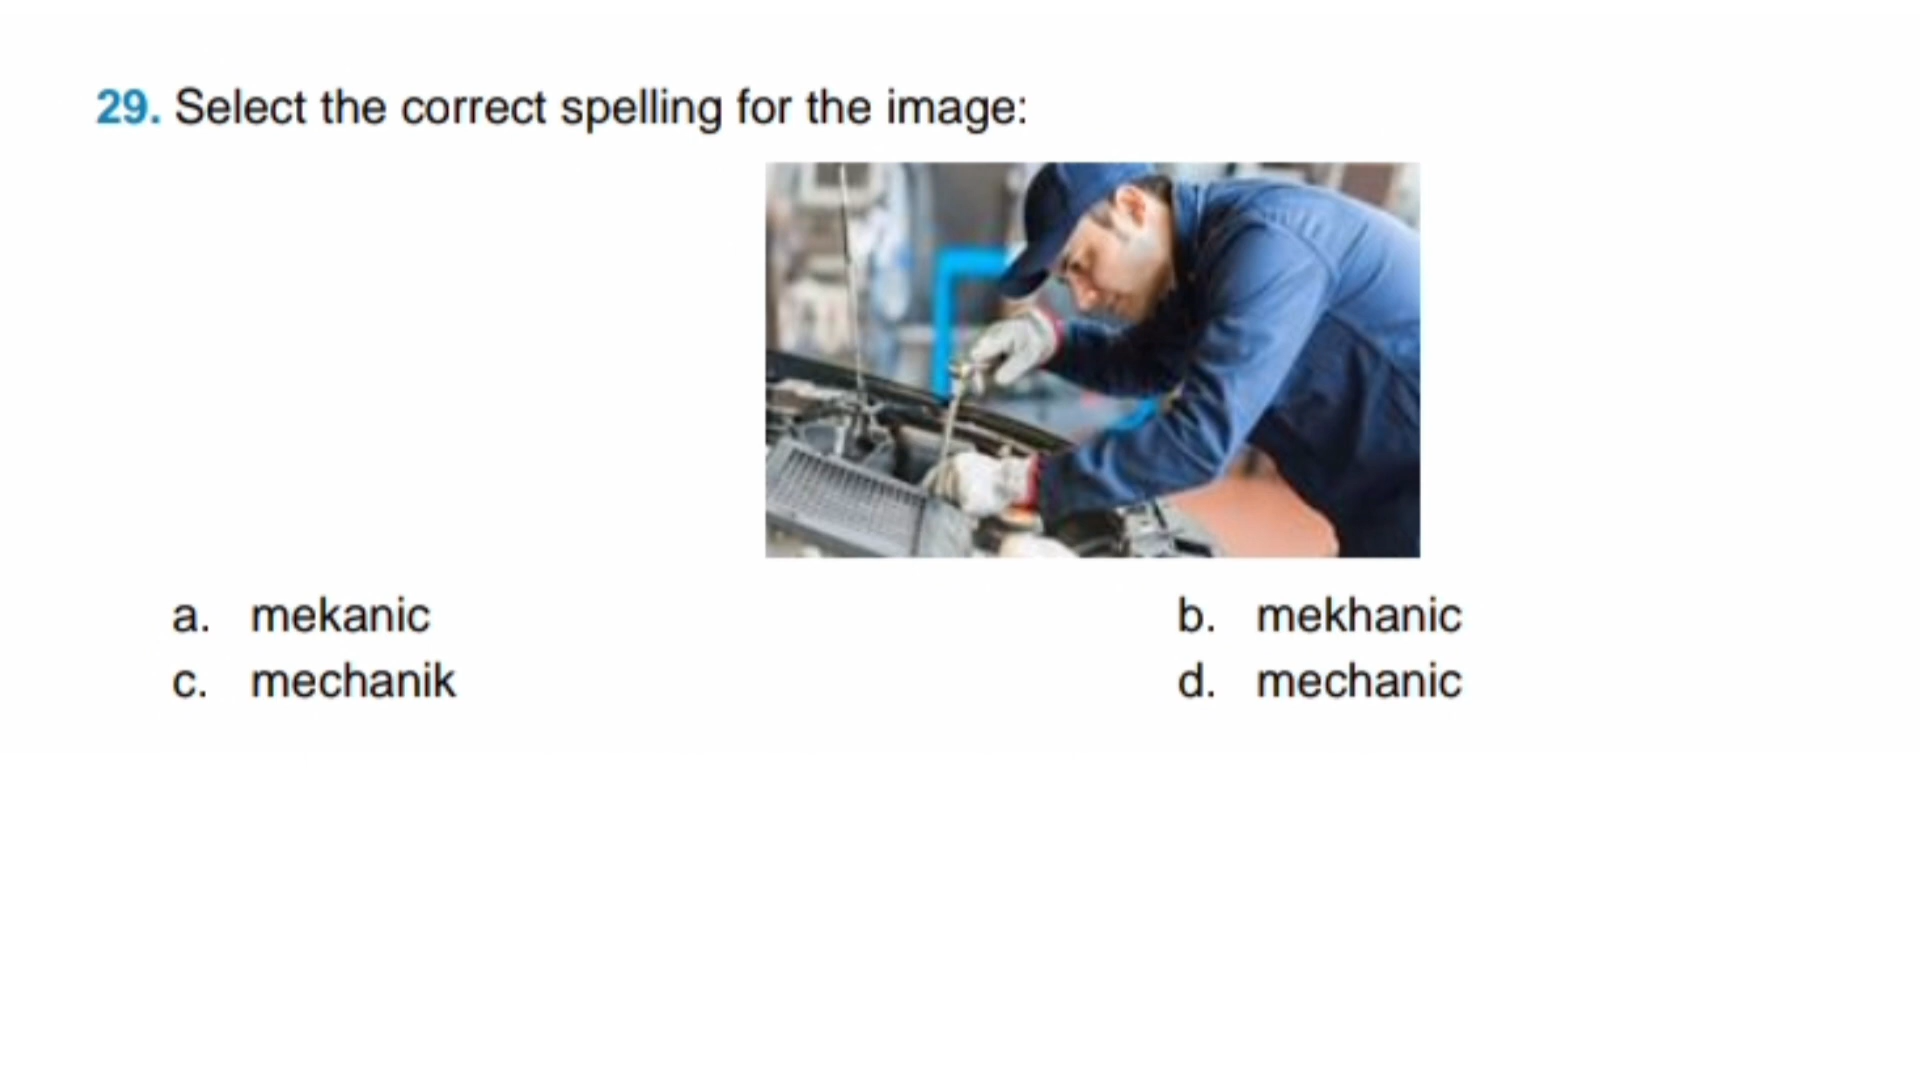 29. Select the correct spelling for the image:
a. mekanic
b. mekhanic
c. mechanik
d. mechanic